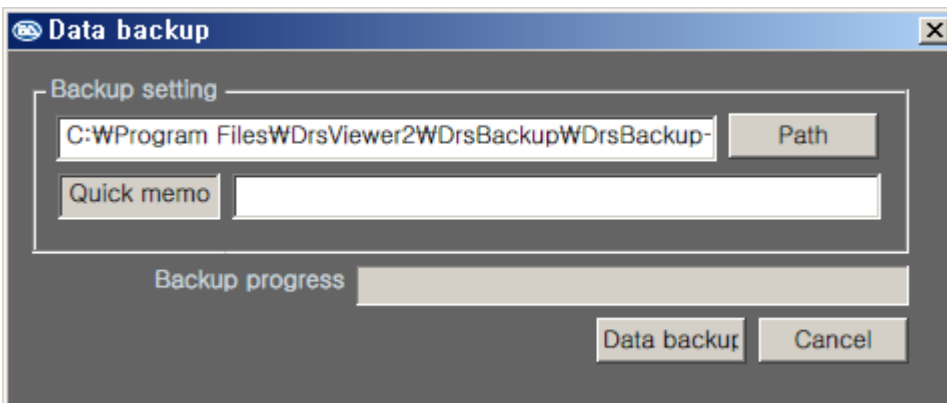 Data backup
Backup setting
C:₩Program Files₩DrsViewer2₩DrsBackup₩DrsBackup-
Path
Quick memo
Backup progress
Data backup
Cancel